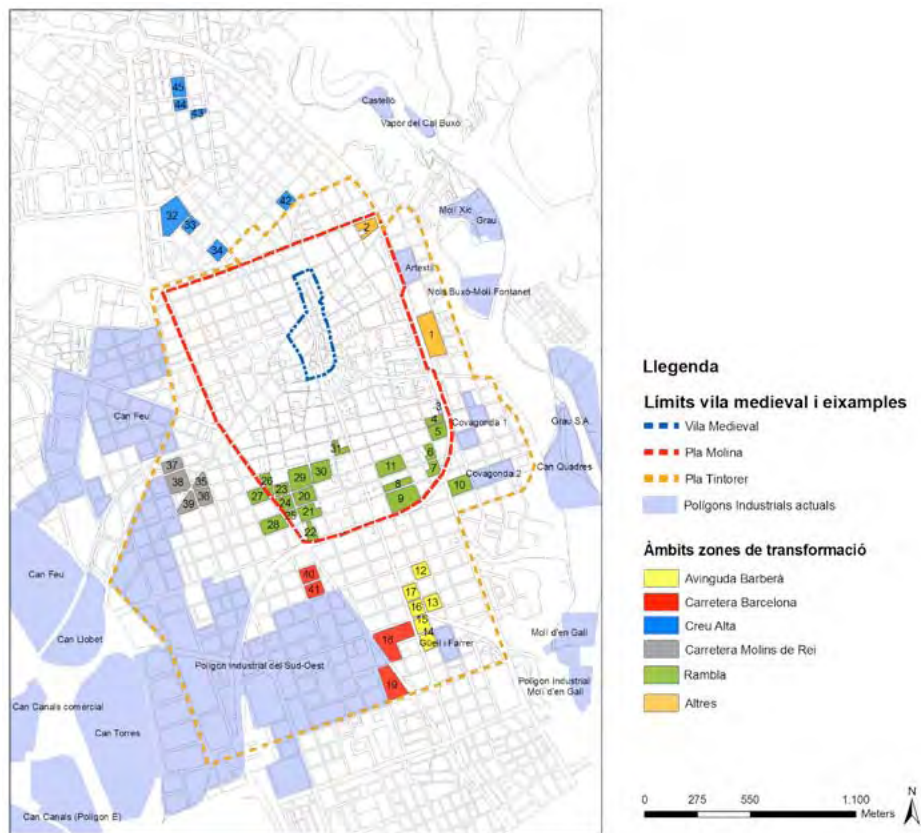 45
44
43
Castelló
Vapor del Cal Buxó
42
32
33
34
2
Molí Xic
Grau
Artextil
Nois Buxó-Molí Fontanet
1
Can Feu
3
4
5
Covagonda 1
Grau S.A.
6
7
Covagonda 2
Can Quadres
31
11
10
8
9
26
29
30
27
23
20
24
25
21
28
22
37
38
35
36
39
Can Feu
Can Llobet
40
41
12
17
13
16
15
14
Güell i Farrer
18
19
Molí d'en Gall
Polígon Industrial del Sud-Oest
Polígon Industrial
Molí d'en Gall
Can Canals comercial
Can Torres
Can Canals (Polígon E)
Llegenda
Límits vila medieval i eixamples
Vila Medieval
Pla Molina
Pla Tintorer
Polígons Industrials actuals
Àmbits zones de transformació
Avinguda Barberà
Carretera Barcelona
Creu Alta
Carretera Molins de Rei
Rambla
Altres
0 275 550 1.100
Meters
N